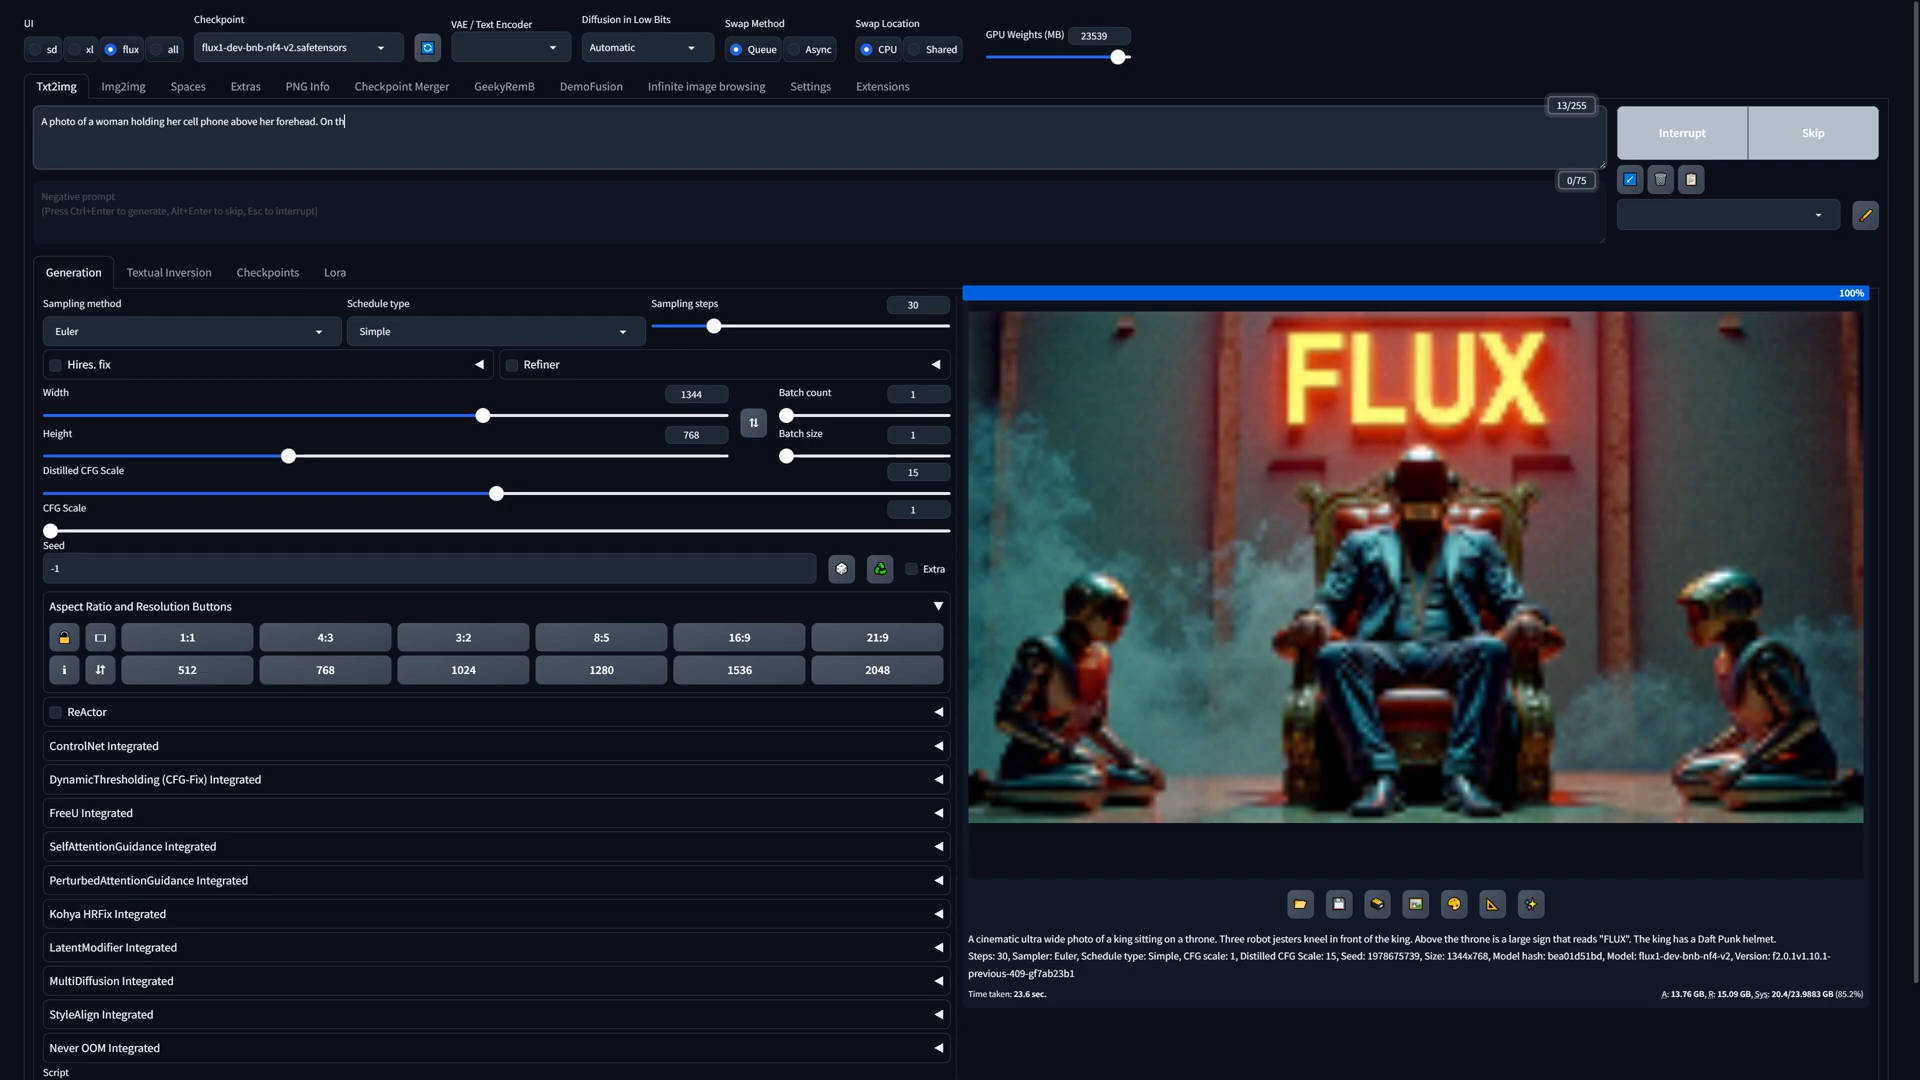 UI
Checkpoint
VAE / Text Encoder
Diffusion in Low Bits
Swap Method
Swap Location
GPU Weights (MB)
23539
sd
xl
flux
all
flux1-dev-bnb-nf4-v2.safetensors
Automatic
Queue
Async
CPU
Shared
Txt2img
Img2img
Spaces
Extras
PNG Info
Checkpoint Merger
GeekyRemB
DemoFusion
Infinite image browsing
Settings
Extensions
13/255
A photo of a woman holding her cell phone above her forehead. On th
Interrupt
Skip
0/75
Negative prompt
(Press Ctrl+Enter to generate, Alt+Enter to skip, Esc to interrupt)
Generation
Textual Inversion
Checkpoints
Lora
Sampling method
Schedule type
Sampling steps
30
Euler
Simple
Hires. fix
Refiner
Width
1344
Batch count
1
Height
768
Batch size
1
Distilled CFG Scale
15
CFG Scale
1
Seed
-1
Extra
Aspect Ratio and Resolution Buttons
1:1
4:3
3:2
8:5
16:9
21:9
512
768
1024
1280
1536
2048
ReActor
ControlNet Integrated
DynamicThresholding (CFG-Fix) Integrated
FreeU Integrated
SelfAttentionGuidance Integrated
PerturbedAttentionGuidance Integrated
Kohya HRFix Integrated
LatentModifier Integrated
MultiDiffusion Integrated
StyleAlign Integrated
Never OOM Integrated
Script
100%
FLUX
A cinematic ultra wide photo of a king sitting on a throne. Three robot jesters kneel in front of the king. Above the throne is a large sign that reads "FLUX". The king has a Daft Punk helmet.
Steps: 30, Sampler: Euler, Schedule type: Simple, CFG scale: 1, Distilled CFG Scale: 15, Seed: 1978675739, Size: 1344x768, Model hash: bea01d51bd, Model: flux1-dev-bnb-nf4-v2, Version: f2.0.1v1.10.1-
previous-409-gf7ab23b1
Time taken: 23.6 sec.
A: 13.76 GB, R: 15.09 GB, Sys: 20.4/23.9883 GB (85.2%)